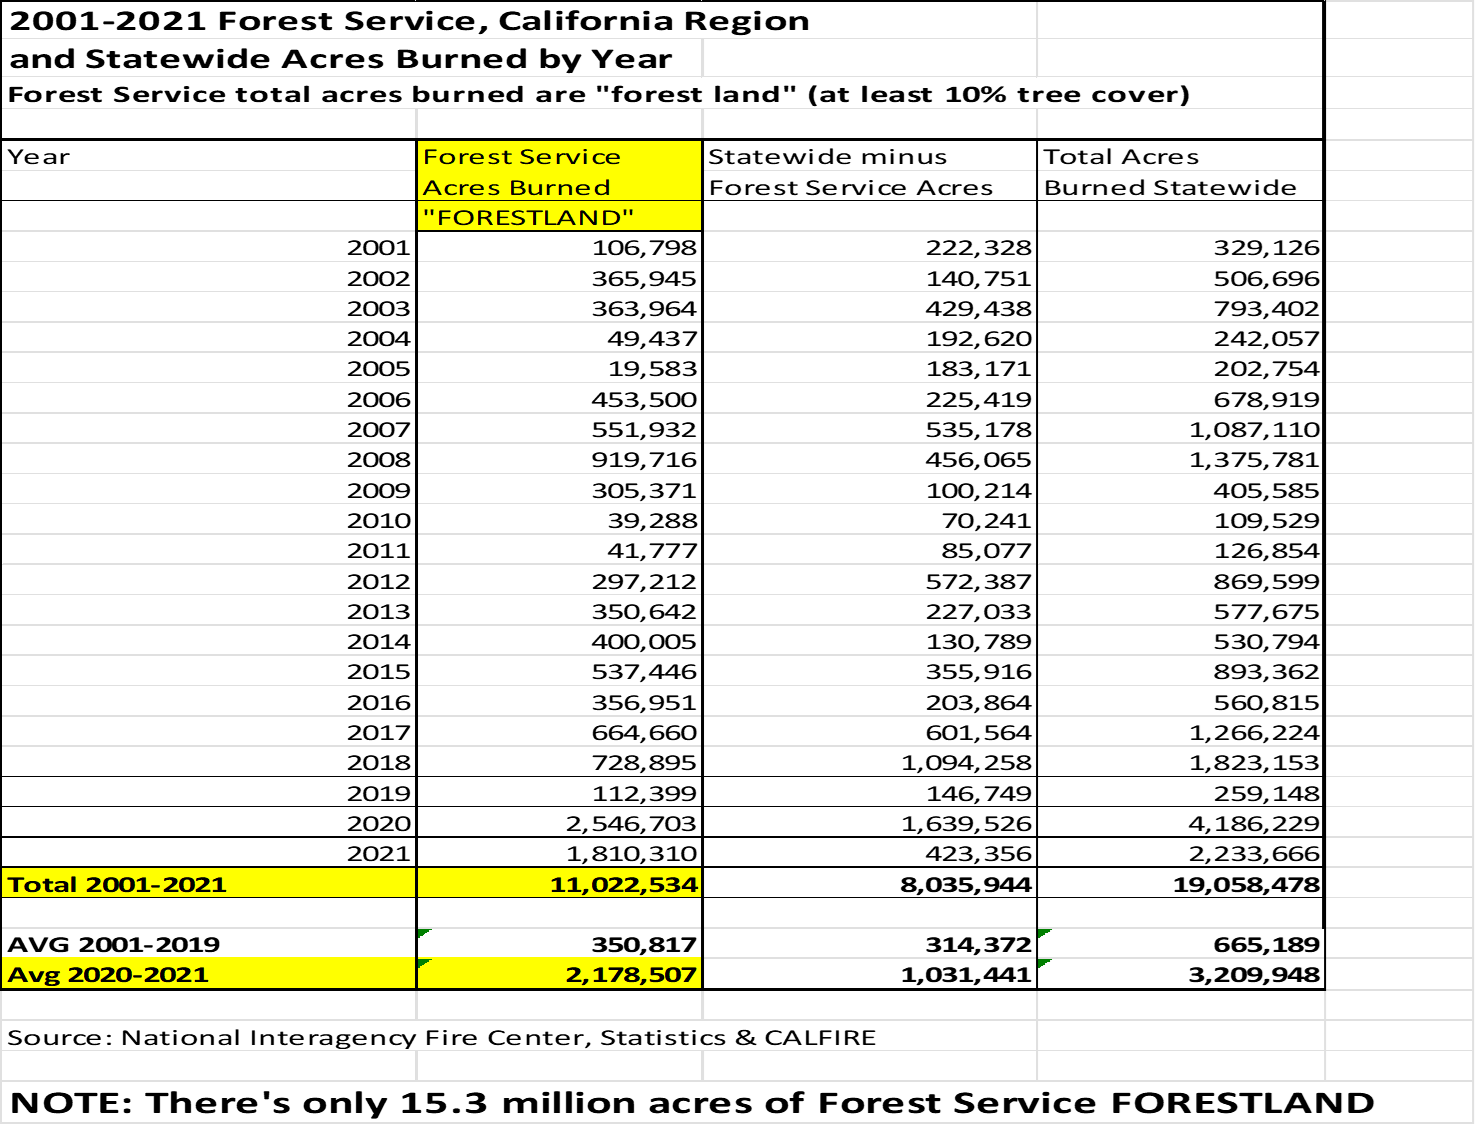 2001-2021 Forest Service, California Region
and Statewide Acres Burned by Year
Forest Service total acres burned are "forest land" (at least 10% tree cover)
Year Forest Service Statewide minus Total Acres
Acres Burned Forest Service Acres Burned Statewide
"FORESTLAND"
2001 106,798 222,328 329,126
2002 365,945 140,751 506,696
2003 363,964 429,438 793,402
2004 49,437 192,620 242,057
2005 19,583 183,171 202,754
2006 453,500 225,419 678,919
2007 551,932 535,178 1,087,110
2008 919,716 456,065 1,375,781
2009 305,371 100,214 405,585
2010 39,288 70,241 109,529
2011 41,777 85,077 126,854
2012 297,212 572,387 869,599
2013 350,642 227,033 577,675
2014 400,005 130,789 530,794
2015 537,446 355,916 893,362
2016 356,951 203,864 560,815
2017 664,660 601,564 1,266,224
2018 728,895 1,094,258 1,823,153
2019 112,399 146,749 259,148
2020 2,546,703 1,639,526 4,186,229
2021 1,810,310 423,356 2,233,666
Total 2001-2021 11,022,534 8,035,944 19,058,478
AVG 2001-2019 350,817 314,372 665,189
Avg 2020-2021 2,178,507 1,031,441 3,209,948
Source: National Interagency Fire Center, Statistics & CALFIRE
NOTE: There's only 15.3 million acres of Forest Service FORESTLAND